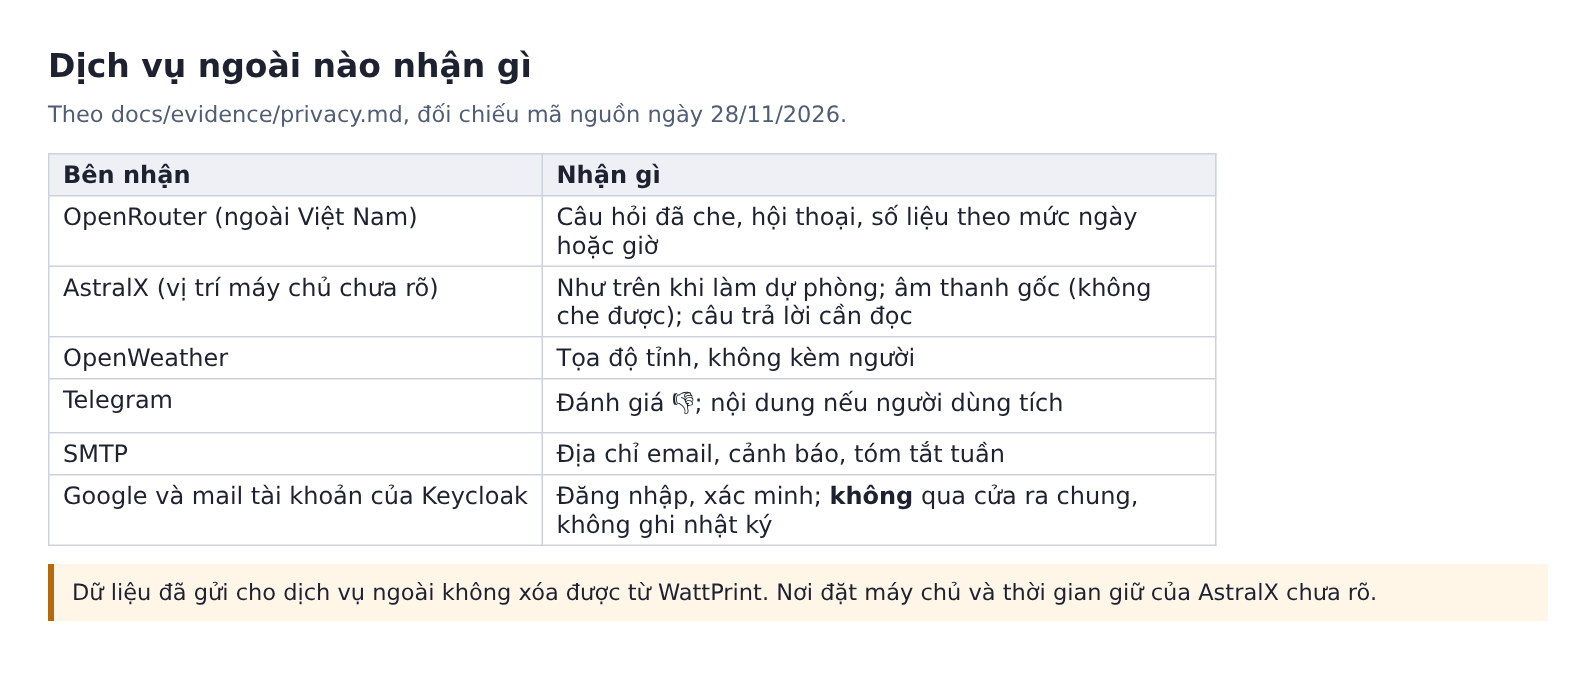 Dịch vụ ngoài nào nhận gì
Theo docs/evidence/privacy.md, đối chiếu mã nguồn ngày 28/11/2026.
Bên nhận
Nhận gì
OpenRouter (ngoài Việt Nam)
Câu hỏi đã che, hội thoại, số liệu theo mức ngày
hoặc giờ
AstralX (vị trí máy chủ chưa rõ)
Như trên khi làm dự phòng; âm thanh gốc (không
che được); câu trả lời cần đọc
OpenWeather
Tọa độ tỉnh, không kèm người
Telegram
Đánh giá 👎; nội dung nếu người dùng tích
SMTP
Địa chỉ email, cảnh báo, tóm tắt tuần
Google và mail tài khoản của Keycloak
Đăng nhập, xác minh; không qua cửa ra chung,
không ghi nhật ký
Dữ liệu đã gửi cho dịch vụ ngoài không xóa được từ WattPrint. Nơi đặt máy chủ và thời gian giữ của AstralX chưa rõ.